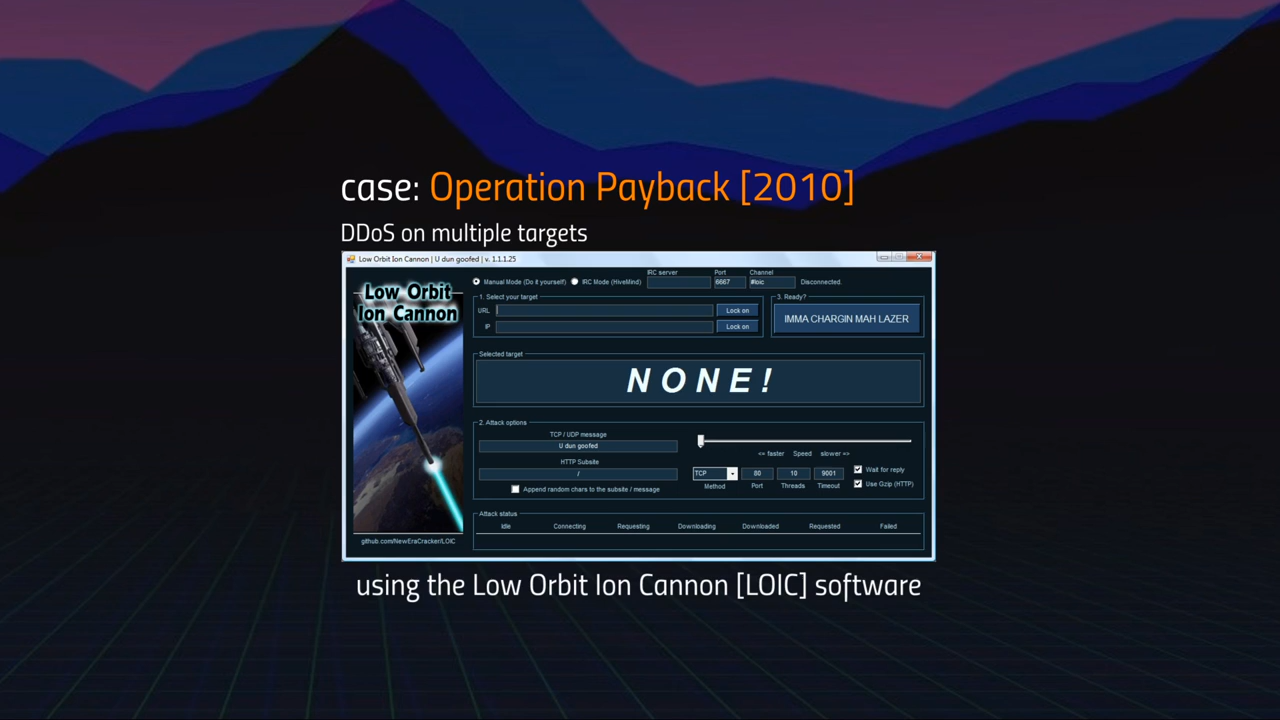 case: Operation Payback [2010]
DDoS on multiple targets
Low Orbit Ion Cannon | U dun goofed | v. 1.1.1.25
Low Orbit
Ion Cannon
IRC server Port Channel
Manual Mode (Do it yourself) IRC Mode (HiveMind) 6667 #loic Disconnected.
1. Select your target
URL Lock on
IP Lock on
3. Ready?
IMMA CHARGIN MAH LAZER
Selected target
NONE!
2. Attack options
TCP / UDP message
U dun goofed
HTTP Subsite
/
Append random chars to the subsite / message
<= faster Speed slower =>
TCP 80 10 9001
Method Port Threads Timeout
Wait for reply
Use Gzip (HTTP)
Attack status
Idle Connecting Requesting Downloading Downloaded Requested Failed
github.com/NewEraCracker/LOIC
using the Low Orbit Ion Cannon [LOIC] software